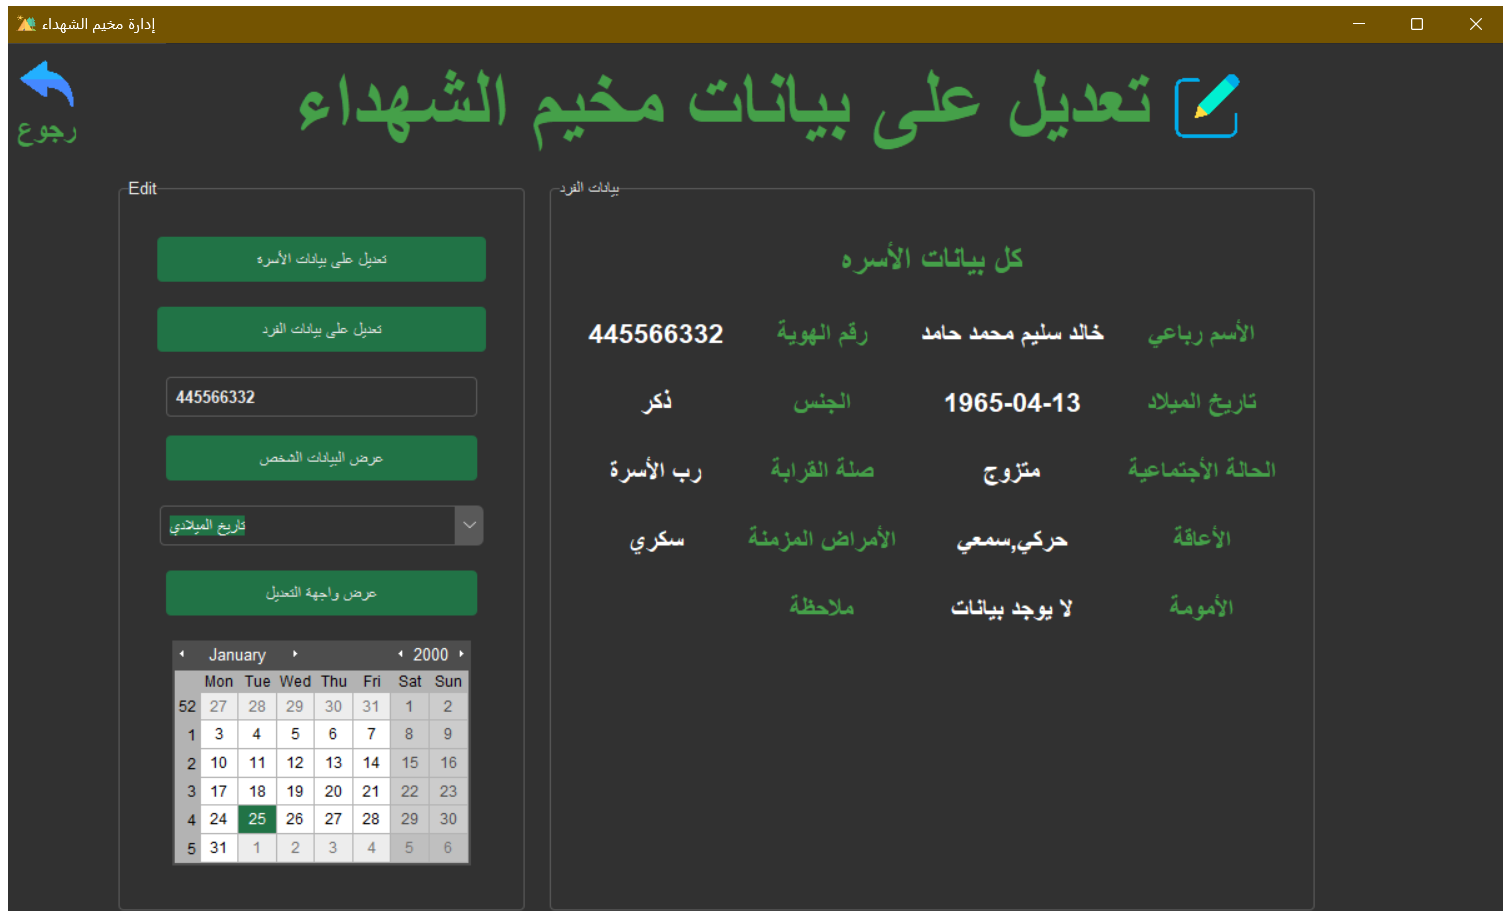 إدارة مخيم الشهداء
تعديل على بيانات مخيم الشهداء
رجوع
Edit
تعديل على بيانات الأسره
تعديل على بيانات الفرد
445566332
عرض البيانات الشخص
تاريخ الميلادي
عرض واجهة التعديل
January 2000
Mon Tue Wed Thu Fri Sat Sun
52 27 28 29 30 31 1 2
1 3 4 5 6 7 8 9
2 10 11 12 13 14 15 16
3 17 18 19 20 21 22 23
4 24 25 26 27 28 29 30
5 31 1 2 3 4 5 6
بيانات الفرد
كل بيانات الأسره
الأسم رباعي خالد سليم محمد حامد رقم الهوية 445566332
تاريخ الميلاد 1965-04-13 الجنس ذكر
الحالة الأجتماعية متزوج صلة القرابة رب الأسرة
الأعاقة حركي,سمعي الأمراض المزمنة سكري
الأمومة لا يوجد بيانات ملاحظة